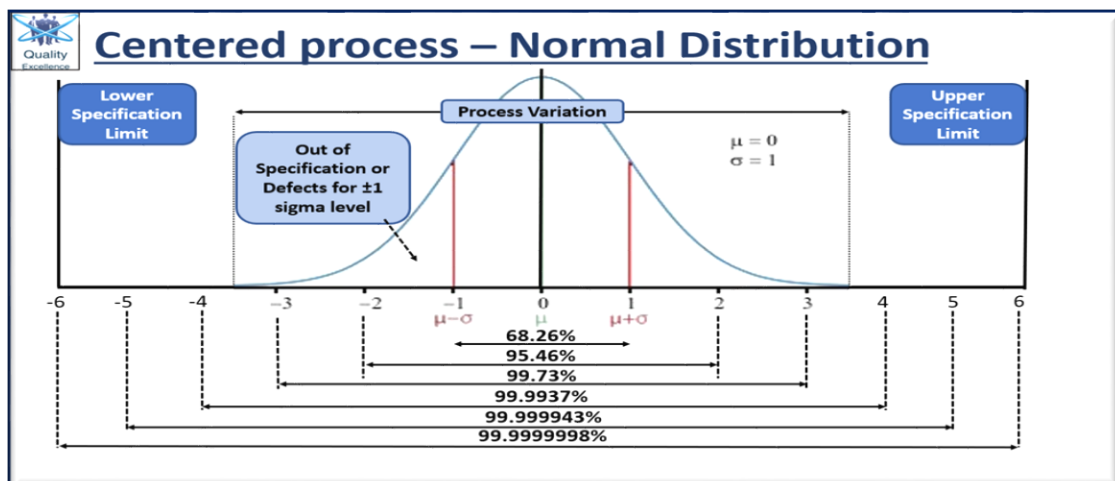 Quality
Excellence
Centered process – Normal Distribution
Lower
Specification
Limit
Process Variation
Upper
Specification
Limit
Out of
Specification or
Defects for ±1
sigma level
μ = 0
σ = 1
-6 -5 -4 −3 −2 −1 0 1 2 3 4 5 6
μ−σ μ μ+σ
68.26%
95.46%
99.73%
99.9937%
99.999943%
99.9999998%